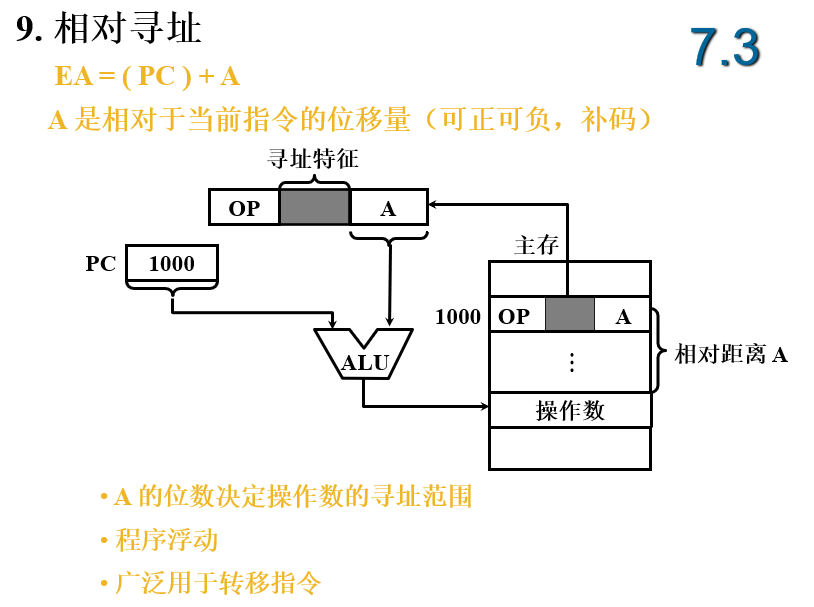 9. 相对寻址
7.3
EA = ( PC ) + A
A 是相对于当前指令的位移量（可正可负，补码）
寻址特征
OP A
PC 1000
主存
1000 OP A
ALU
⋮
相对距离 A
操作数
• A 的位数决定操作数的寻址范围
• 程序浮动
• 广泛用于转移指令